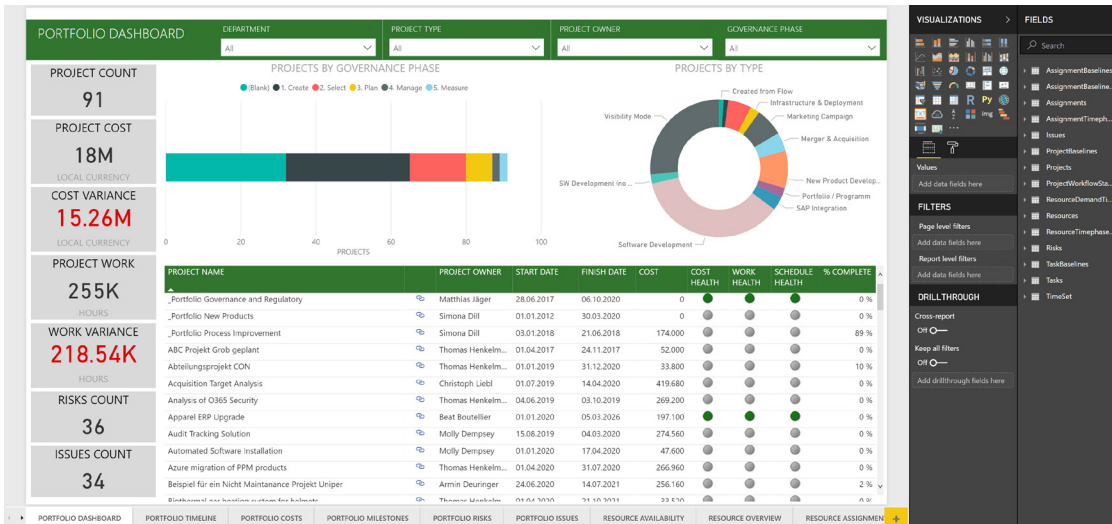 PORTFOLIO DASHBOARD
DEPARTMENT
All
PROJECT TYPE
All
PROJECT OWNER
All
GOVERNANCE PHASE
All
PROJECT COUNT
91
PROJECT COST
18M
LOCAL CURRENCY
COST VARIANCE
15.26M
LOCAL CURRENCY
PROJECT WORK
255K
HOURS
WORK VARIANCE
218.54K
HOURS
RISKS COUNT
36
ISSUES COUNT
34
PROJECTS BY GOVERNANCE PHASE
(Blank) 1. Create 2. Select 3. Plan 4. Manage 5. Measure
0 20 40 60 80 100
PROJECTS
PROJECTS BY TYPE
Created from Flow
Infrastructure & Deployment
Marketing Campaign
Merger & Acquisition
New Product Develop...
Portfolio / Programm
SAP Integration
Software Development
SW Development inc ...
Visibility Mode
PROJECT NAME PROJECT OWNER START DATE FINISH DATE COST COST HEALTH WORK HEALTH SCHEDULE HEALTH % COMPLETE
_Portfolio Governance and Regulatory Matthias Jäger 28.06.2017 06.10.2020 0 0 %
_Portfolio New Products Simona Dill 01.01.2012 30.03.2020 0 0 %
_Portfolio Process Improvement Simona Dill 03.01.2018 21.06.2018 174.000 89 %
ABC Projekt Grob geplant Thomas Henkelm... 01.04.2017 24.11.2017 52.000 0 %
Abteilungsprojekt CON Thomas Henkelm... 01.01.2019 31.12.2020 33.800 10 %
Acquisition Target Analysis Christoph Liebl 01.07.2019 14.04.2020 419.680 0 %
Analysis of O365 Security Thomas Henkelm... 04.06.2019 03.10.2019 269.200 0 %
Apparel ERP Upgrade Beat Boutellier 01.01.2020 05.03.2026 197.100 0 %
Audit Tracking Solution Molly Dempsey 15.08.2019 04.03.2020 274.560 0 %
Automated Software Installation Molly Dempsey 01.01.2020 17.04.2020 47.600 0 %
Azure migration of PPM products Thomas Henkelm... 01.04.2020 31.07.2020 266.960 0 %
Beispiel für ein Nicht Maintanance Projekt Uniper Armin Deuringer 24.06.2020 14.07.2021 256.160 2 %
PORTFOLIO DASHBOARD PORTFOLIO TIMELINE PORTFOLIO COSTS PORTFOLIO MILESTONES PORTFOLIO RISKS PORTFOLIO ISSUES RESOURCE AVAILABILITY RESOURCE OVERVIEW RESOURCE ASSIGNMEN
VISUALIZATIONS
R Py
img
Values
Add data fields here
FILTERS
Page level filters
Add data fields here
Report level filters
Add data fields here
DRILLTHROUGH
Cross-report
Off
Keep all filters
Off
Add drillthrough fields here
FIELDS
Search
AssignmentBaselines
AssignmentBaseline...
Assignments
AssignmentTimeph...
Issues
ProjectBaselines
Projects
ProjectWorkflowSta...
ResourceDemandTi...
Resources
ResourceTimephase...
Risks
TaskBaselines
Tasks
TimeSet